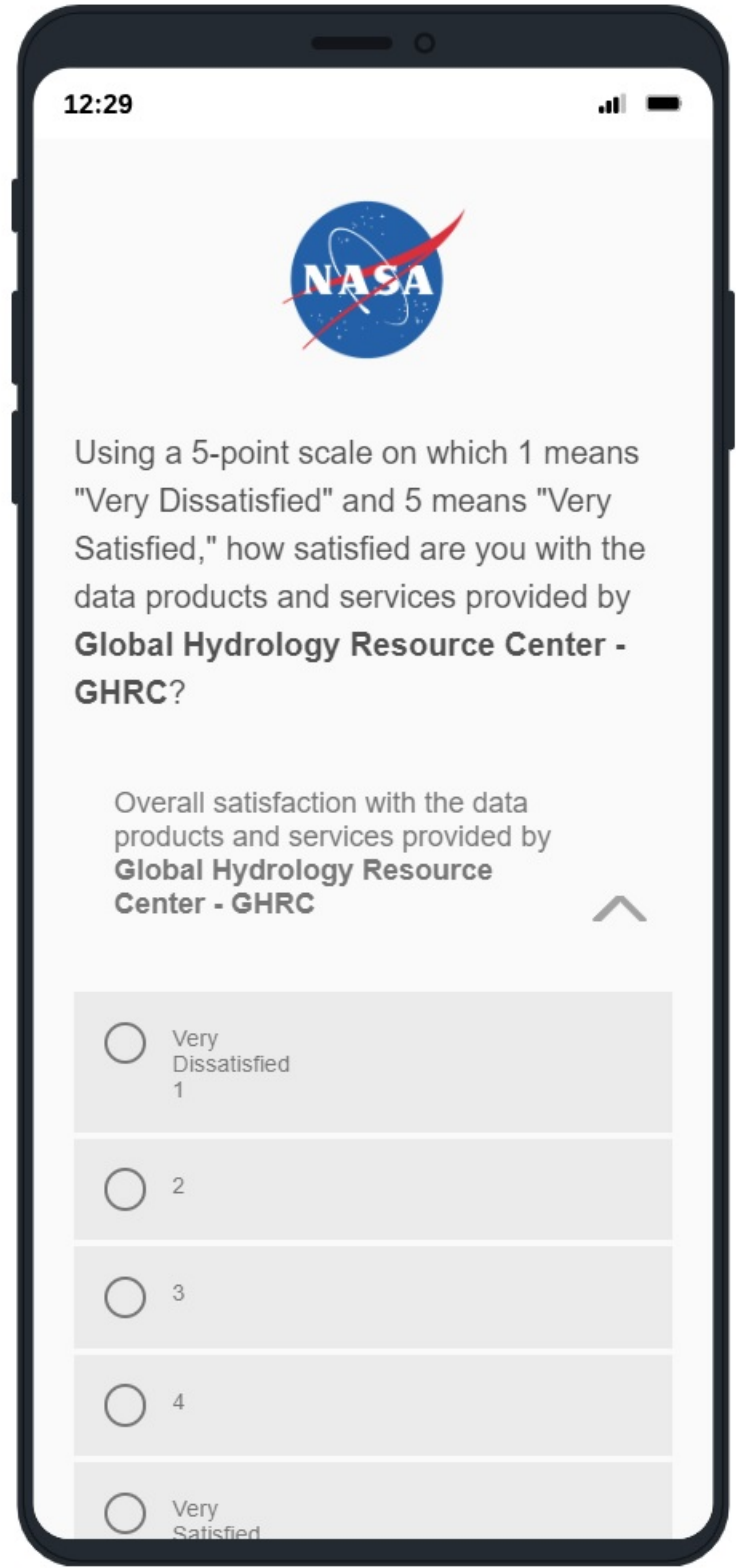 12:29
NASA
Using a 5-point scale on which 1 means
"Very Dissatisfied" and 5 means "Very
Satisfied," how satisfied are you with the
data products and services provided by
Global Hydrology Resource Center -
GHRC?
Overall satisfaction with the data
products and services provided by
Global Hydrology Resource
Center - GHRC
Very
Dissatisfied
1
2
3
4
Very
Satisfied